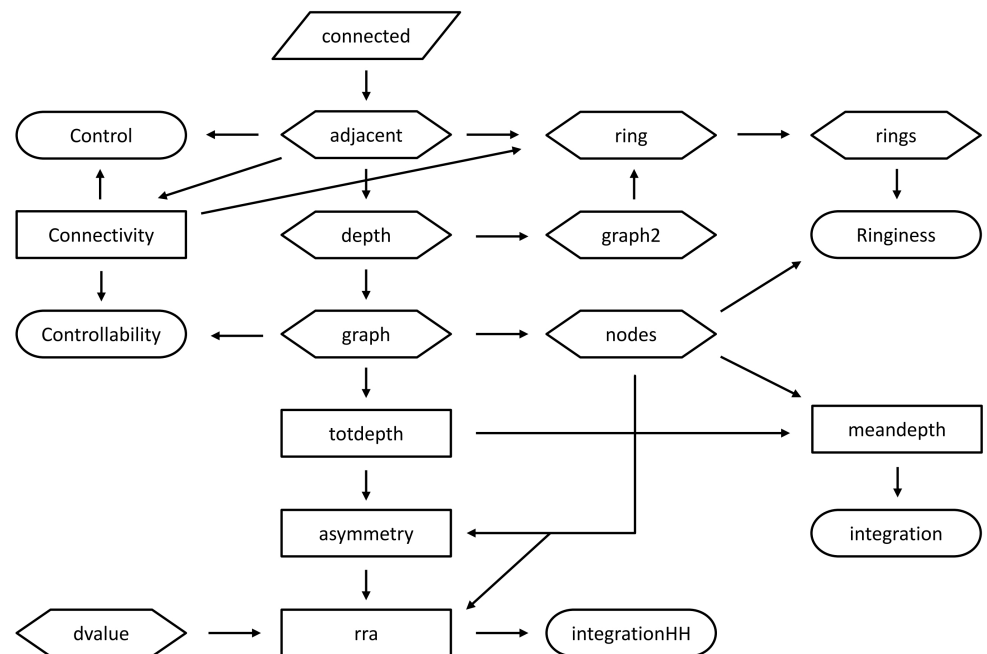 connected
Control
adjacent
ring
rings
Connectivity
depth
graph2
Ringiness
Controllability
graph
nodes
totdepth
meandepth
asymmetry
integration
dvalue
rra
integrationHH